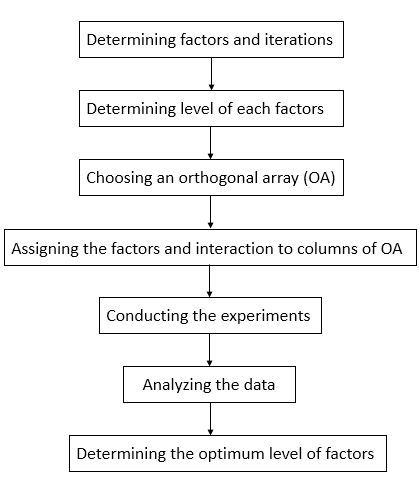 Determining factors and iterations
Determining level of each factors
Choosing an orthogonal array (OA)
Assigning the factors and interaction to columns of OA
Conducting the experiments
Analyzing the data
Determining the optimum level of factors